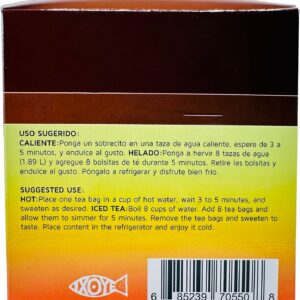 USO SUGERIDO:
CALIENTE:Ponga un sobrecito en una taza de agua caliente, espere de 3 a
5 minutos, y endulce al gusto. HELADO:Ponga a hervir 8 tazas de agua
(1.89 L) y agregue 8 bolsitas de té durante 5 minutos. Retire las bolsitas y
endulce al gusto. Póngalo a refrigerar y disfrute bien frío.
SUGGESTED USE:
HOT:Place one tea bag in a cup of hot water, wait 3 to 5 minutes, and
sweeten as desired. ICED TEA:Boil 8 cups of water. Add 8 tea bags and
allow them to simmer for 5 minutes. Remove the tea bags and sweeten to
taste. Place content in the refrigerator and enjoy it cold.
6 85239 70550 8